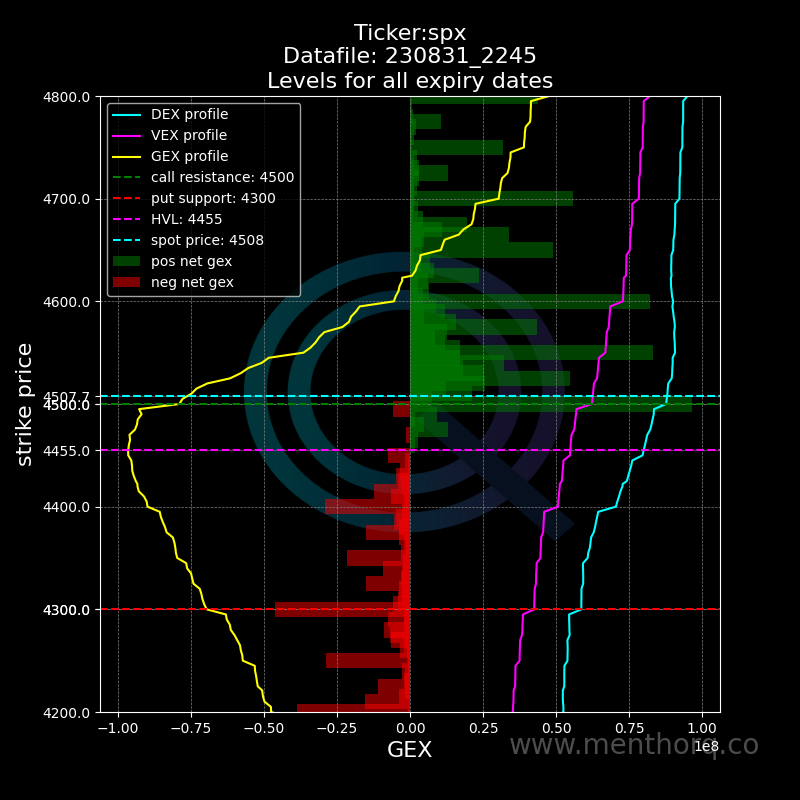 Ticker:spx
Datafile: 230831_2245
Levels for all expiry dates
DEX profile
VEX profile
GEX profile
call resistance: 4500
put support: 4300
HVL: 4455
spot price: 4508
pos net gex
neg net gex
4800.0
4700.0
4600.0
4507.7
4500.0
4455.0
4400.0
4300.0
4200.0
strike price
−1.00 −0.75 −0.50 −0.25 0.00 0.25 0.50 0.75 1.00
1e8
GEX
www.menthorq.co